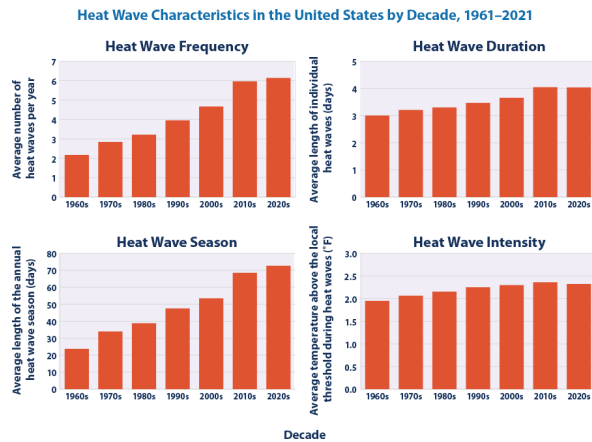 Heat Wave Characteristics in the United States by Decade, 1961–2021
Heat Wave Frequency
Average number of
heat waves per year
7
6
5
4
3
2
1
0
1960s 1970s 1980s 1990s 2000s 2010s 2020s
Heat Wave Duration
Average length of individual
heat waves (days)
5
4
3
2
1
0
1960s 1970s 1980s 1990s 2000s 2010s 2020s
Heat Wave Season
Average length of the annual
heat wave season (days)
80
70
60
50
40
30
20
10
0
1960s 1970s 1980s 1990s 2000s 2010s 2020s
Heat Wave Intensity
Average temperature above the local
threshold during heat waves (°F)
3.0
2.5
2.0
1.5
1.0
0.5
0.0
1960s 1970s 1980s 1990s 2000s 2010s 2020s
Decade